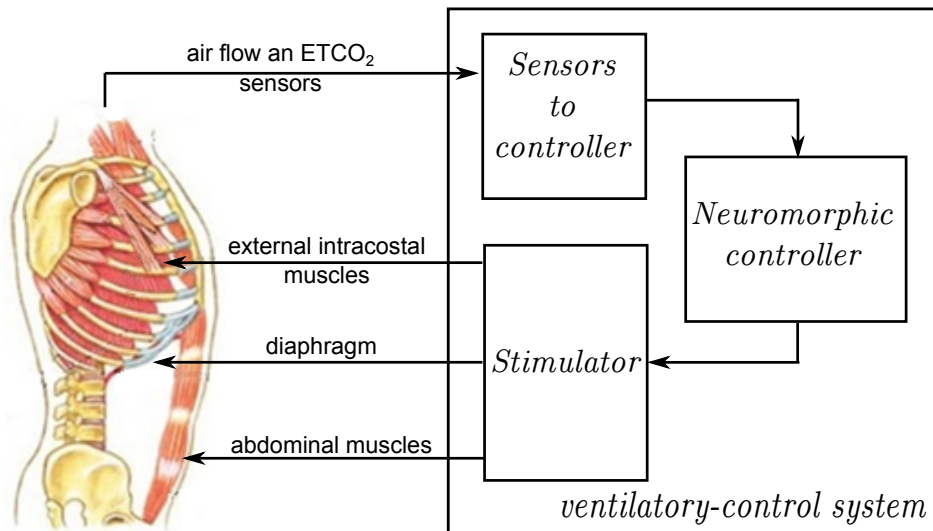 air flow an ETCO₂
sensors
Sensors
to
controller
Neuromorphic
controller
external intracostal
muscles
diaphragm
Stimulator
abdominal muscles
ventilatory-control system